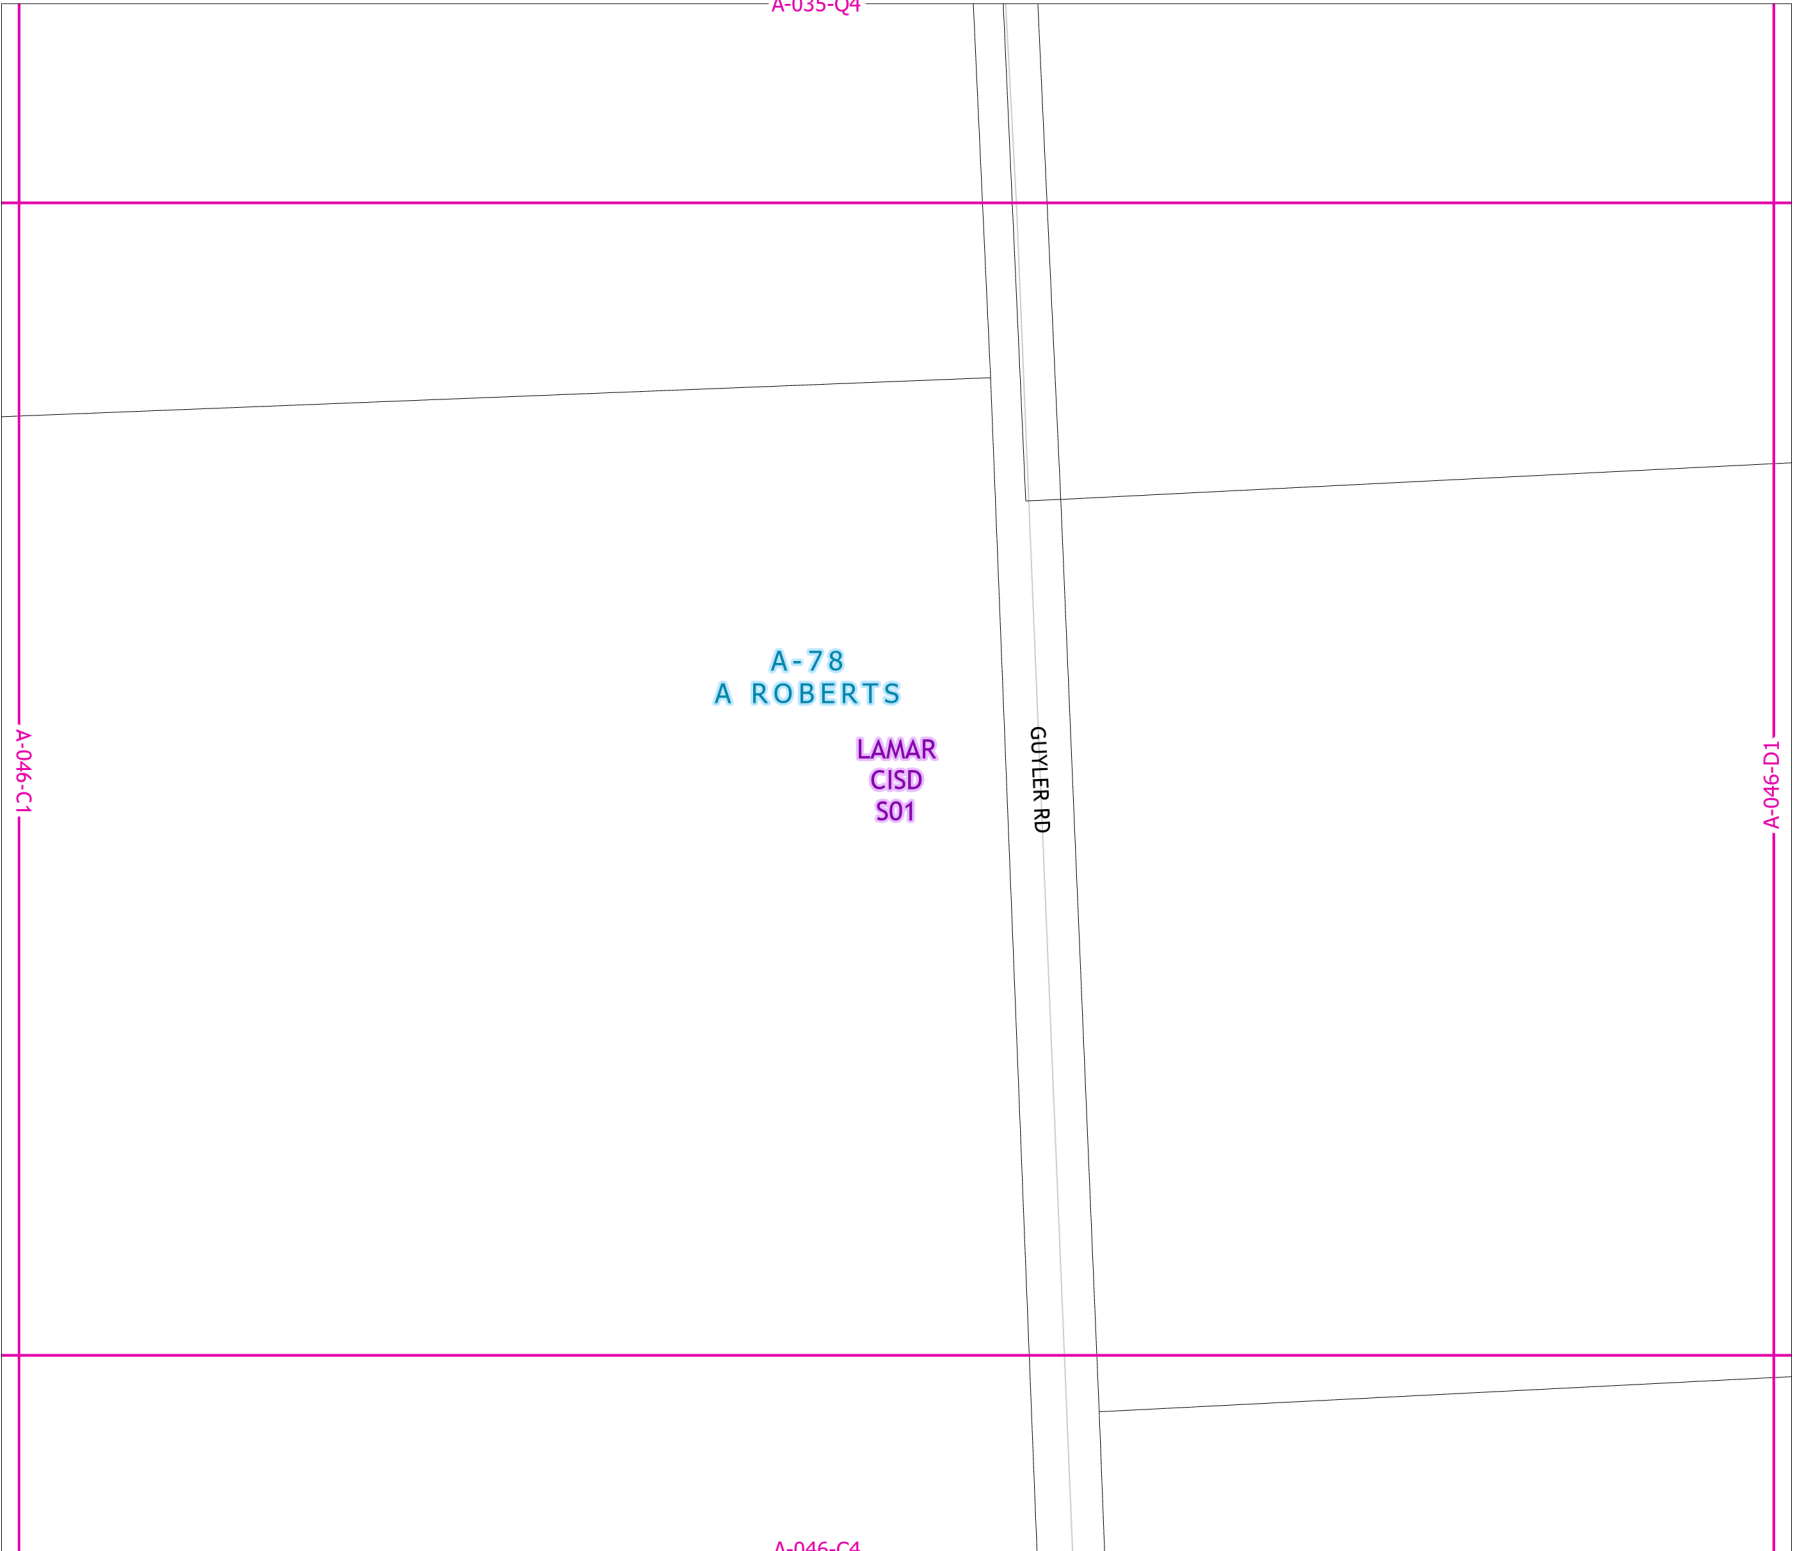 A-035-Q4
A-78
A ROBERTS
LAMAR
CISD
S01
GUYLER RD
A-046-C1
A-046-D1
A-046-C4